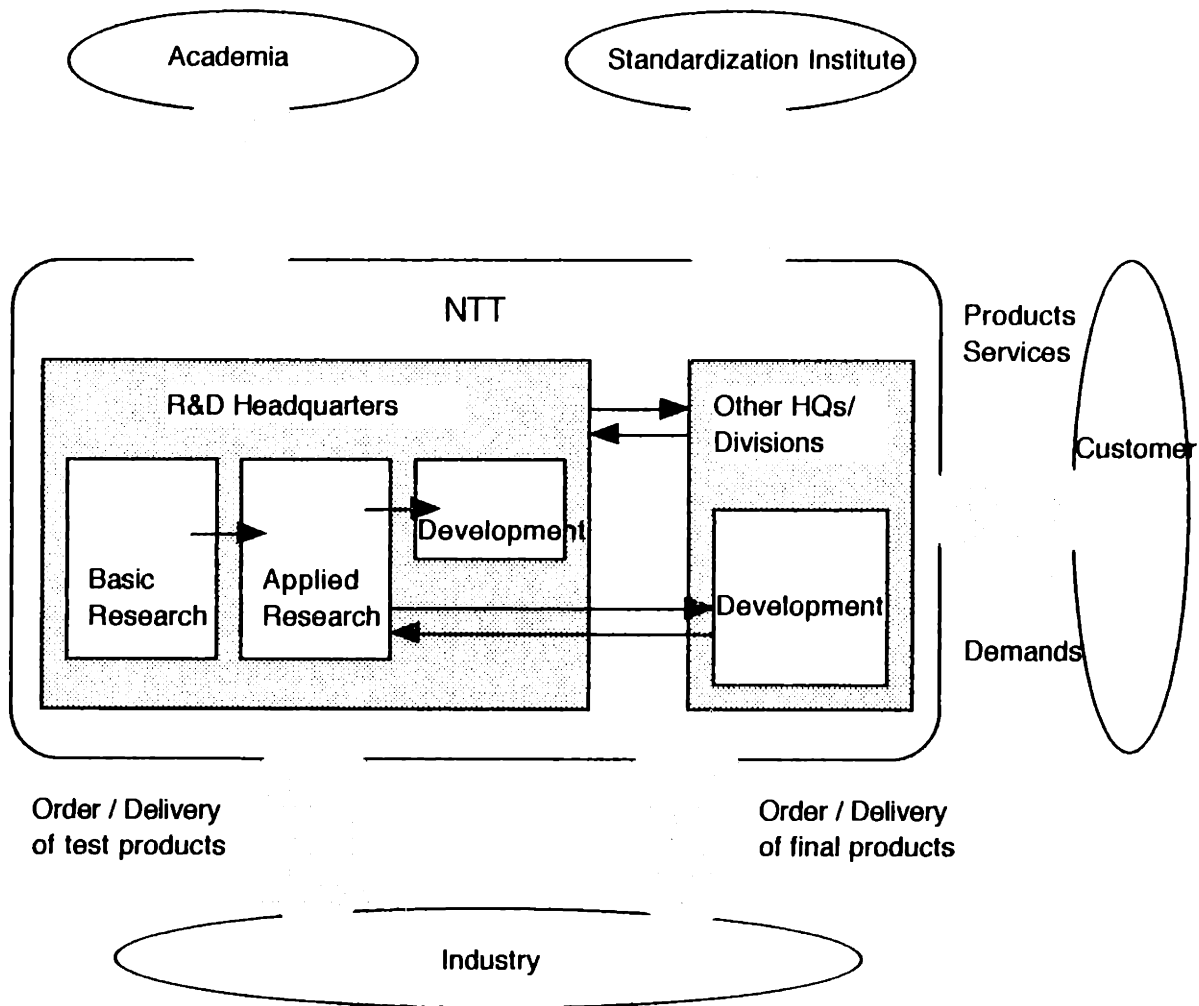 Academia
Standardization Institute
NTT
Products
Services
R&D Headquarters
Other HQs/
Divisions
Customer
Development
Basic
Research
Applied
Research
Development
Demands
Order / Delivery
of test products
Order / Delivery
of final products
Industry